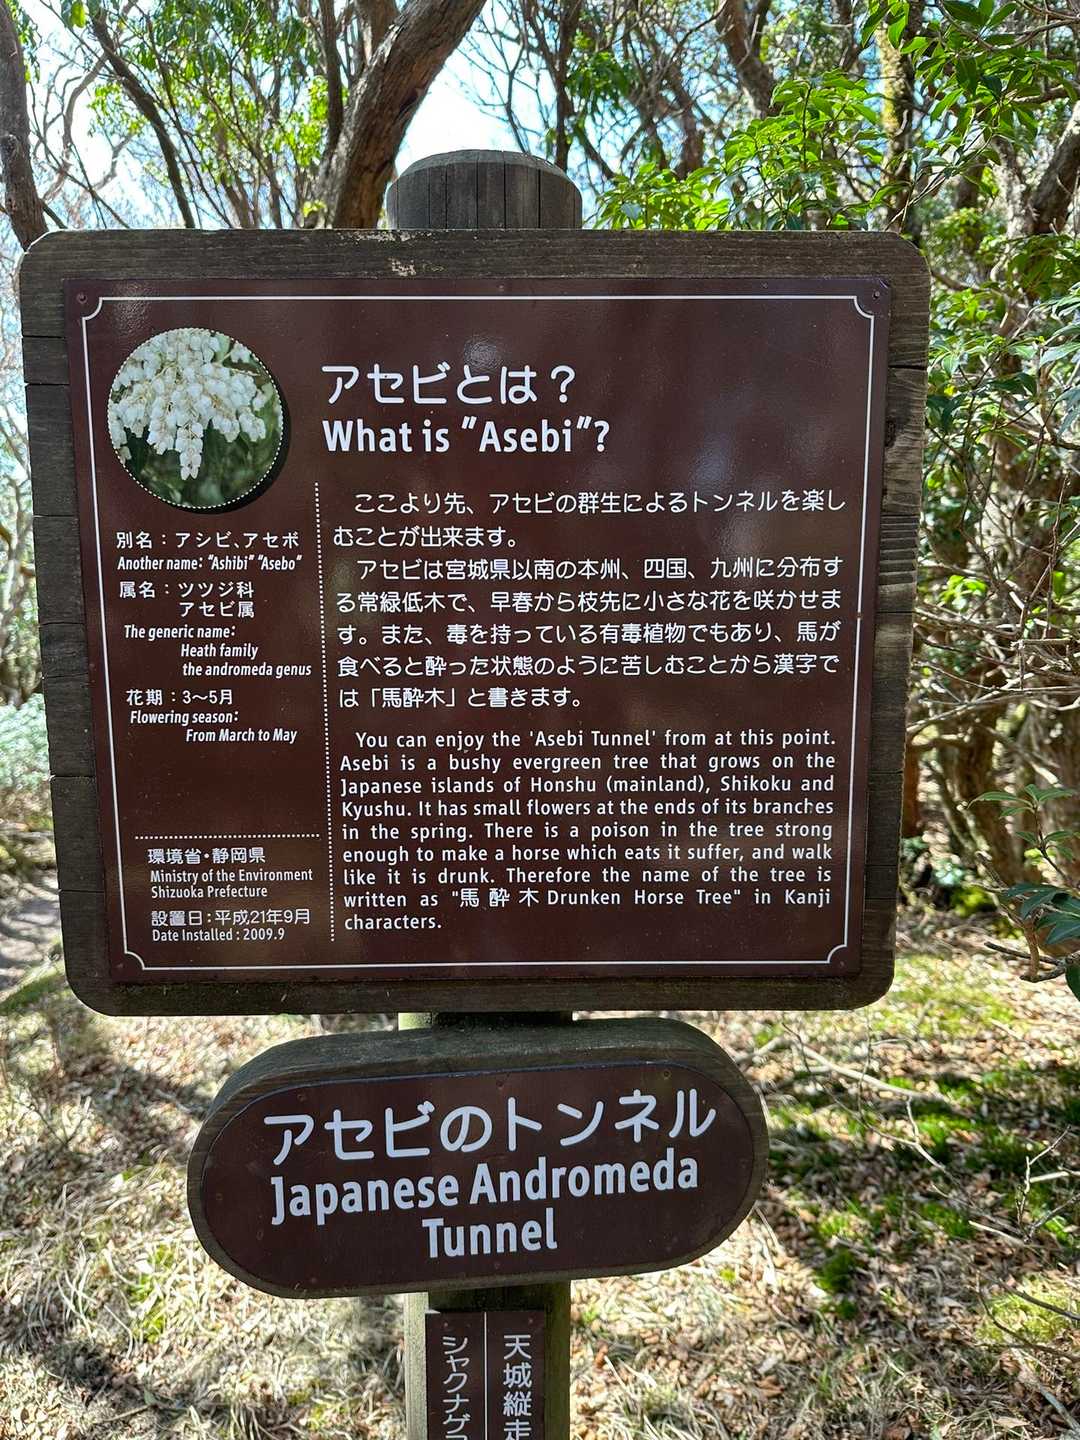 アセビとは？
What is "Asebi"?
別名：アシビ、アセボ
Another name: "Ashibi" "Asebo"
属名：ツツジ科
アセビ属
The generic name:
Heath family
the andromeda genus
花期：3〜5月
Flowering season:
From March to May
環境省・静岡県
Ministry of the Environment
Shizuoka Prefecture
設置日：平成21年9月
Date Installed : 2009.9
ここより先、アセビの群生によるトンネルを楽し
むことが出来ます。
アセビは宮城県以南の本州、四国、九州に分布す
る常緑低木で、早春から枝先に小さな花を咲かせま
す。また、毒を持っている有毒植物でもあり、馬が
食べると酔った状態のように苦しむことから漢字で
は「馬酔木」と書きます。
You can enjoy the 'Asebi Tunnel' from at this point.
Asebi is a bushy evergreen tree that grows on the
Japanese islands of Honshu (mainland), Shikoku and
Kyushu. It has small flowers at the ends of its branches
in the spring. There is a poison in the tree strong
enough to make a horse which eats it suffer, and walk
like it is drunk. Therefore the name of the tree is
written as "馬酔木 Drunken Horse Tree" in Kanji
characters.
アセビのトンネル
Japanese Andromeda
Tunnel
天城縦走
シャクナゲ